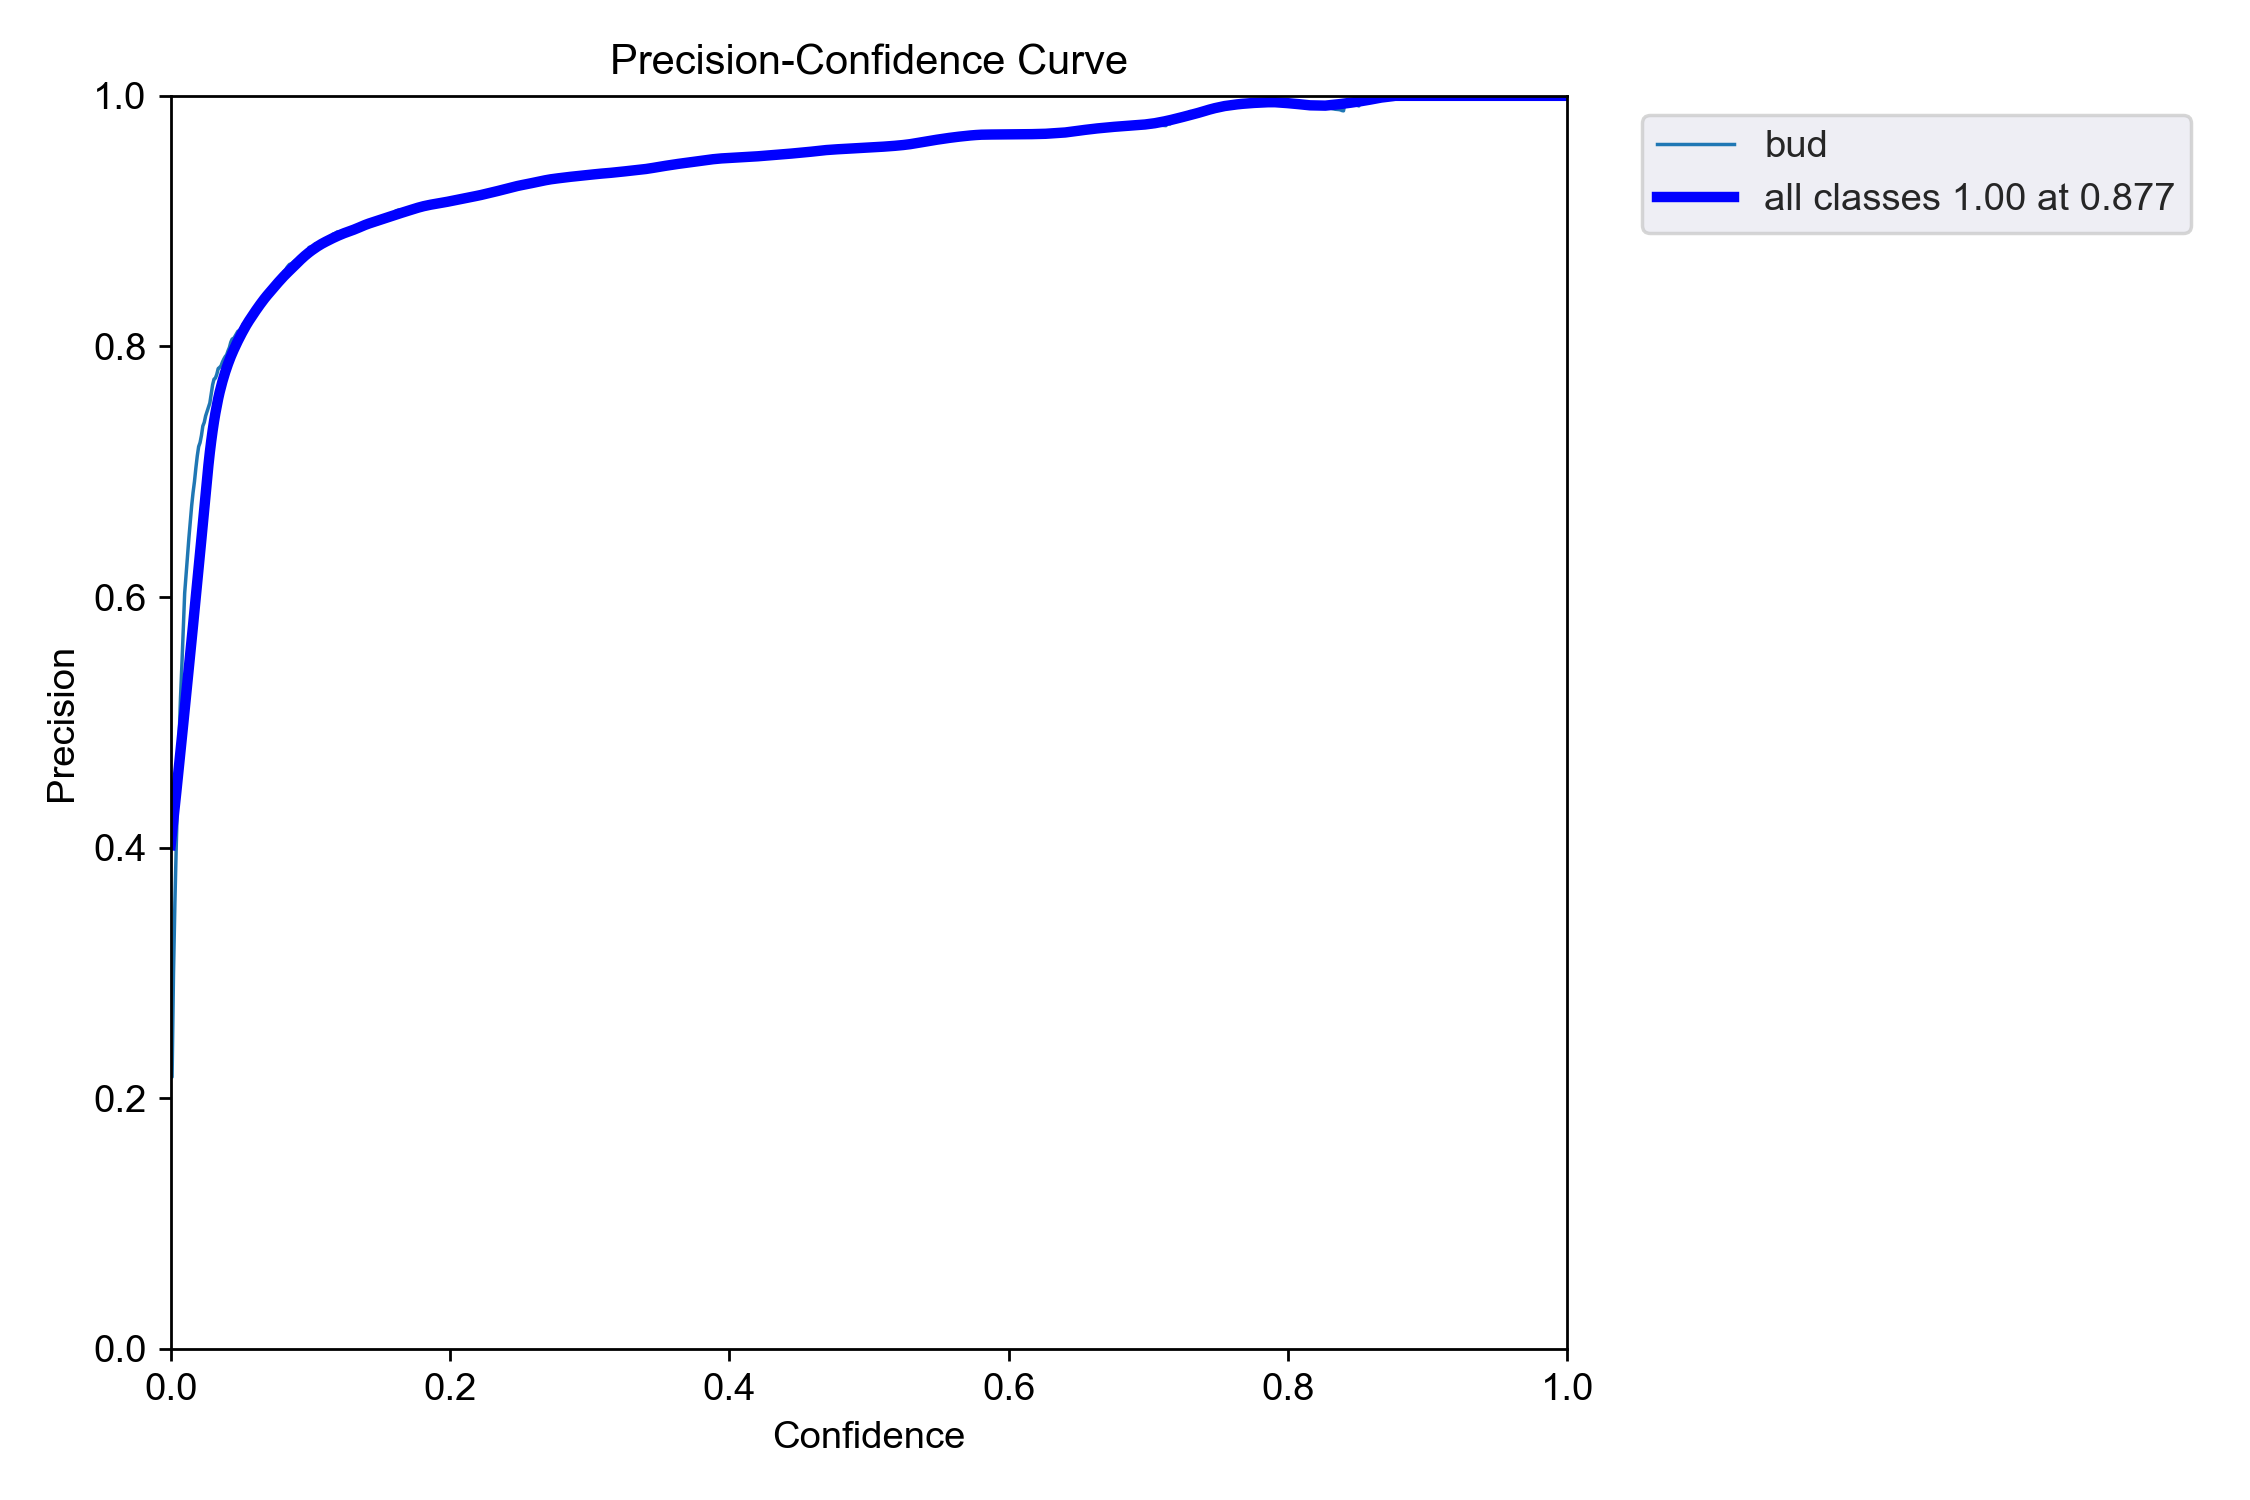 Precision-Confidence Curve
1.0
0.8
0.6
0.4
0.2
0.0
Precision
0.0 0.2 0.4 0.6 0.8 1.0
Confidence
bud
all classes 1.00 at 0.877